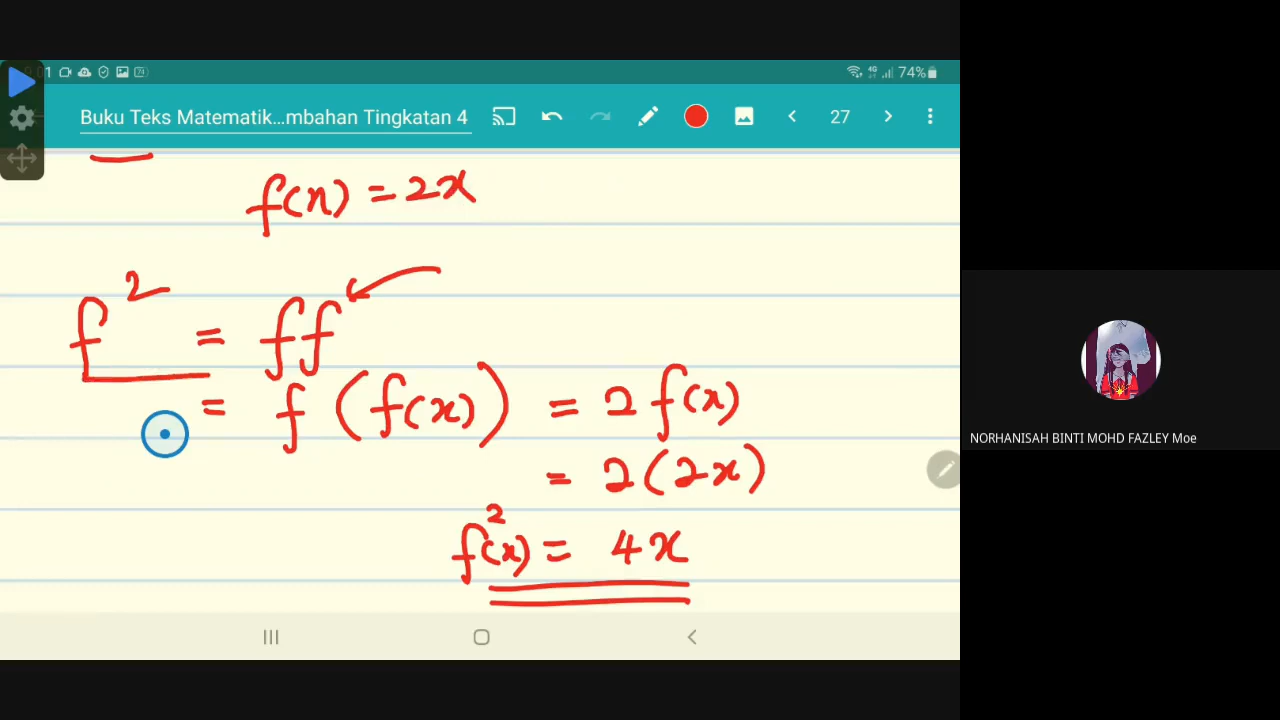 74%
Buku Teks Matematik...mbahan Tingkatan 4
27
f(x) = 2x
f² = ff
= f(f(x)) = 2f(x)
= 2(2x)
f²(x) = 4x
NORHANISAH BINTI MOHD FAZLEY Moe